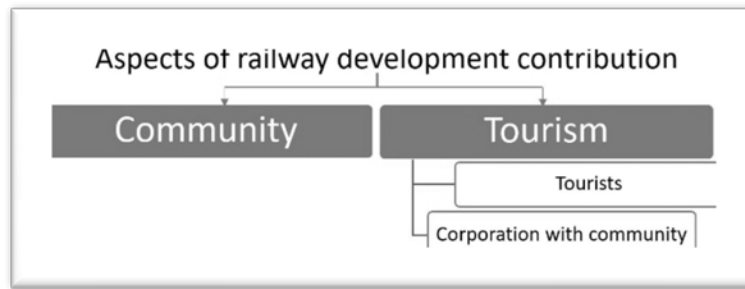 Aspects of railway development contribution
Community
Tourism
Tourists
Corporation with community